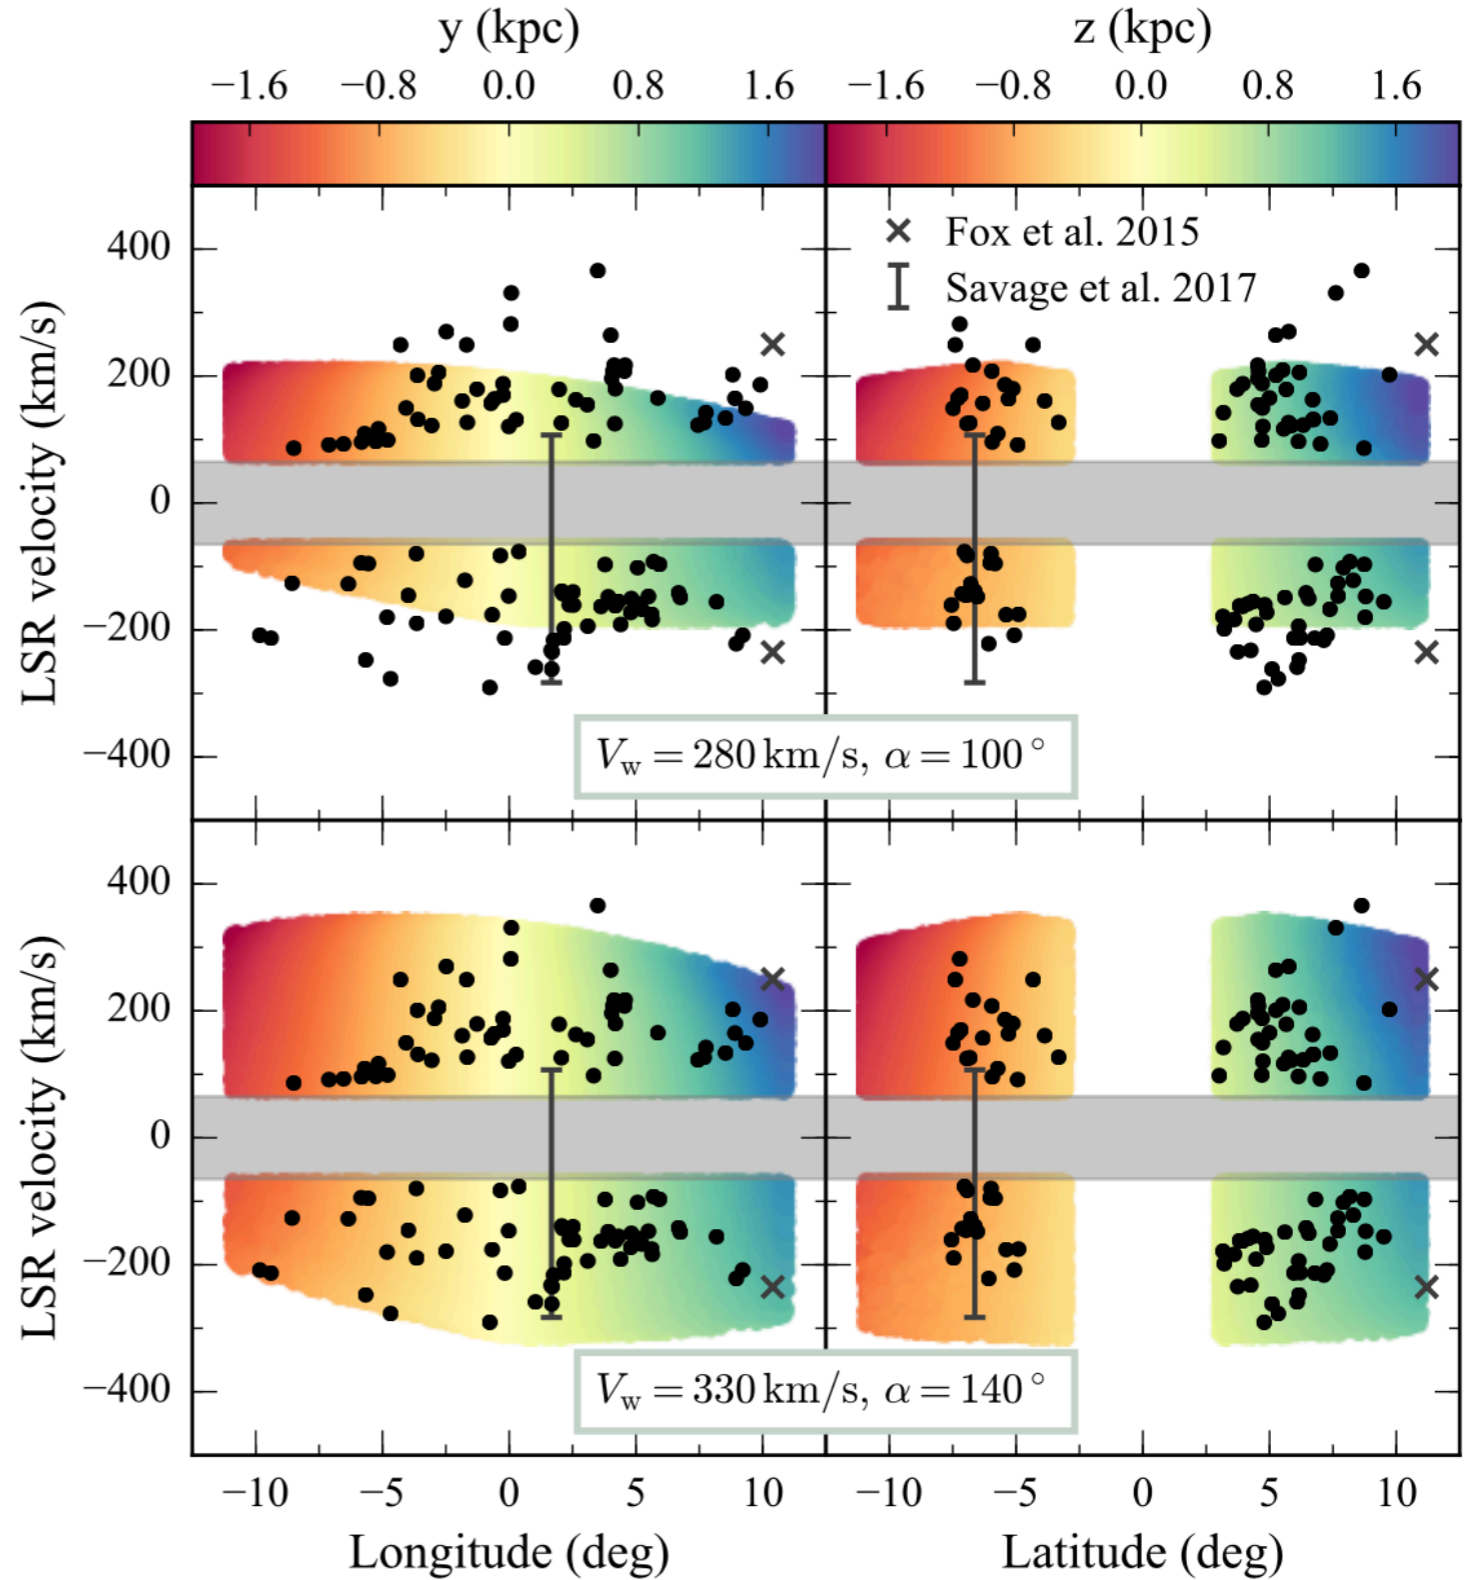 y (kpc)
z (kpc)
−1.6 −0.8 0.0 0.8 1.6
−1.6 −0.8 0.0 0.8 1.6
LSR velocity (km/s)
400
200
0
−200
−400
Fox et al. 2015
Savage et al. 2017
V_w = 280 km/s, α = 100°
LSR velocity (km/s)
400
200
0
−200
−400
V_w = 330 km/s, α = 140°
−10 −5 0 5 10
−10 −5 0 5 10
Longitude (deg)
Latitude (deg)